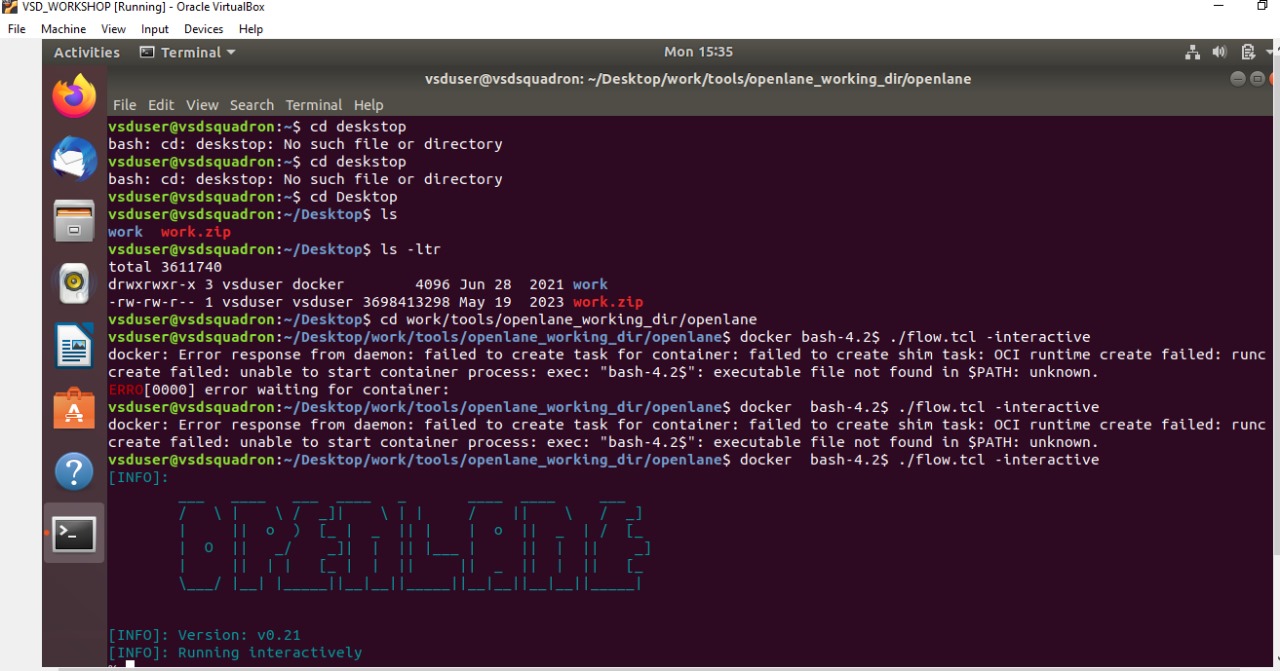 VSD_WORKSHOP [Running] - Oracle VirtualBox
File Machine View Input Devices Help
Activities Terminal Mon 15:35
vsduser@vsdsquadron: ~/Desktop/work/tools/openlane_working_dir/openlane
File Edit View Search Terminal Help
vsduser@vsdsquadron:~$ cd deskstop
bash: cd: deskstop: No such file or directory
vsduser@vsdsquadron:~$ cd deskstop
bash: cd: deskstop: No such file or directory
vsduser@vsdsquadron:~$ cd Desktop
vsduser@vsdsquadron:~/Desktop$ ls
work  work.zip
vsduser@vsdsquadron:~/Desktop$ ls -ltr
total 3611740
drwxrwxr-x 3 vsduser docker        4096 Jun 28  2021 work
-rw-rw-r-- 1 vsduser vsduser 3698413298 May 19  2023 work.zip
vsduser@vsdsquadron:~/Desktop$ cd work/tools/openlane_working_dir/openlane
vsduser@vsdsquadron:~/Desktop/work/tools/openlane_working_dir/openlane$ docker bash-4.2$ ./flow.tcl -interactive
docker: Error response from daemon: failed to create task for container: failed to create shim task: OCI runtime create failed: runc
create failed: unable to start container process: exec: "bash-4.2$": executable file not found in $PATH: unknown.
ERRO[0000] error waiting for container:
vsduser@vsdsquadron:~/Desktop/work/tools/openlane_working_dir/openlane$ docker  bash-4.2$ ./flow.tcl -interactive
docker: Error response from daemon: failed to create task for container: failed to create shim task: OCI runtime create failed: runc
create failed: unable to start container process: exec: "bash-4.2$": executable file not found in $PATH: unknown.
vsduser@vsdsquadron:~/Desktop/work/tools/openlane_working_dir/openlane$ docker  bash-4.2$ ./flow.tcl -interactive
[INFO]:
OPENLANE
[INFO]: Version: v0.21
[INFO]: Running interactively
%